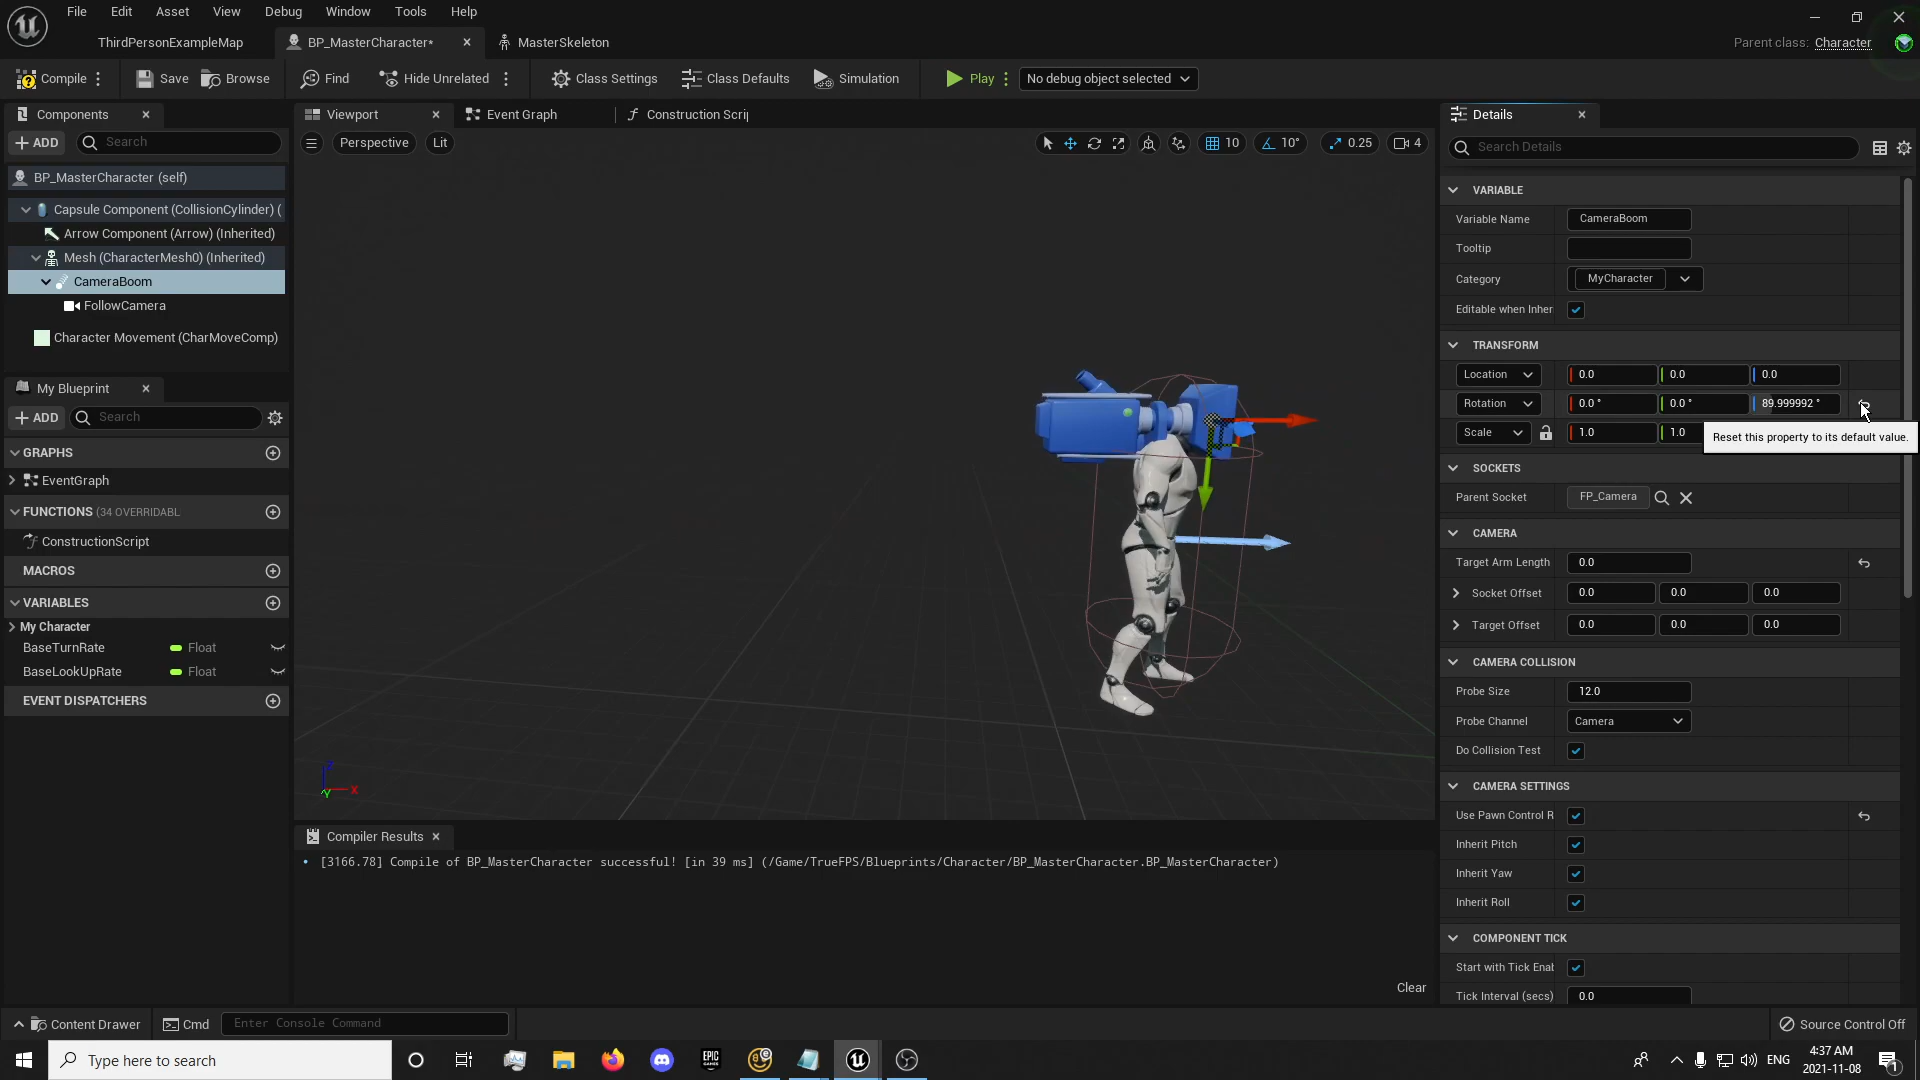 File Edit Asset View Debug Window Tools Help
ThirdPersonExampleMap
BP_MasterCharacter*
MasterSkeleton
Parent class: Character
Compile
Save
Browse
Find
Hide Unrelated
Class Settings
Class Defaults
Simulation
Play
No debug object selected
Components
ADD
Search
BP_MasterCharacter (self)
Capsule Component (CollisionCylinder) (
Arrow Component (Arrow) (Inherited)
Mesh (CharacterMesh0) (Inherited)
CameraBoom
FollowCamera
Character Movement (CharMoveComp)
My Blueprint
ADD
Search
GRAPHS
EventGraph
FUNCTIONS (34 OVERRIDABL
ConstructionScript
MACROS
VARIABLES
My Character
BaseTurnRate Float
BaseLookUpRate Float
EVENT DISPATCHERS
Viewport
Event Graph
Construction Scrip
Perspective
Lit
10
10°
0.25
4
Z
X
Y
Compiler Results
[3166.78] Compile of BP_MasterCharacter successful! [in 39 ms] (/Game/TrueFPS/Blueprints/Character/BP_MasterCharacter.BP_MasterCharacter)
Clear
Details
Search Details
VARIABLE
Variable Name CameraBoom
Tooltip
Category MyCharacter
Editable when Inher
TRANSFORM
Location 0.0 0.0 0.0
Rotation 0.0 ° 0.0 ° 89.999992 °
Scale 1.0 1.0
Reset this property to its default value.
SOCKETS
Parent Socket FP_Camera
CAMERA
Target Arm Length 0.0
Socket Offset 0.0 0.0 0.0
Target Offset 0.0 0.0 0.0
CAMERA COLLISION
Probe Size 12.0
Probe Channel Camera
Do Collision Test
CAMERA SETTINGS
Use Pawn Control R
Inherit Pitch
Inherit Yaw
Inherit Roll
COMPONENT TICK
Start with Tick Enab
Tick Interval (secs) 0.0
Content Drawer
Cmd
Enter Console Command
Source Control Off
Type here to search
EPIC GAMES
ENG
4:37 AM
2021-11-08
1